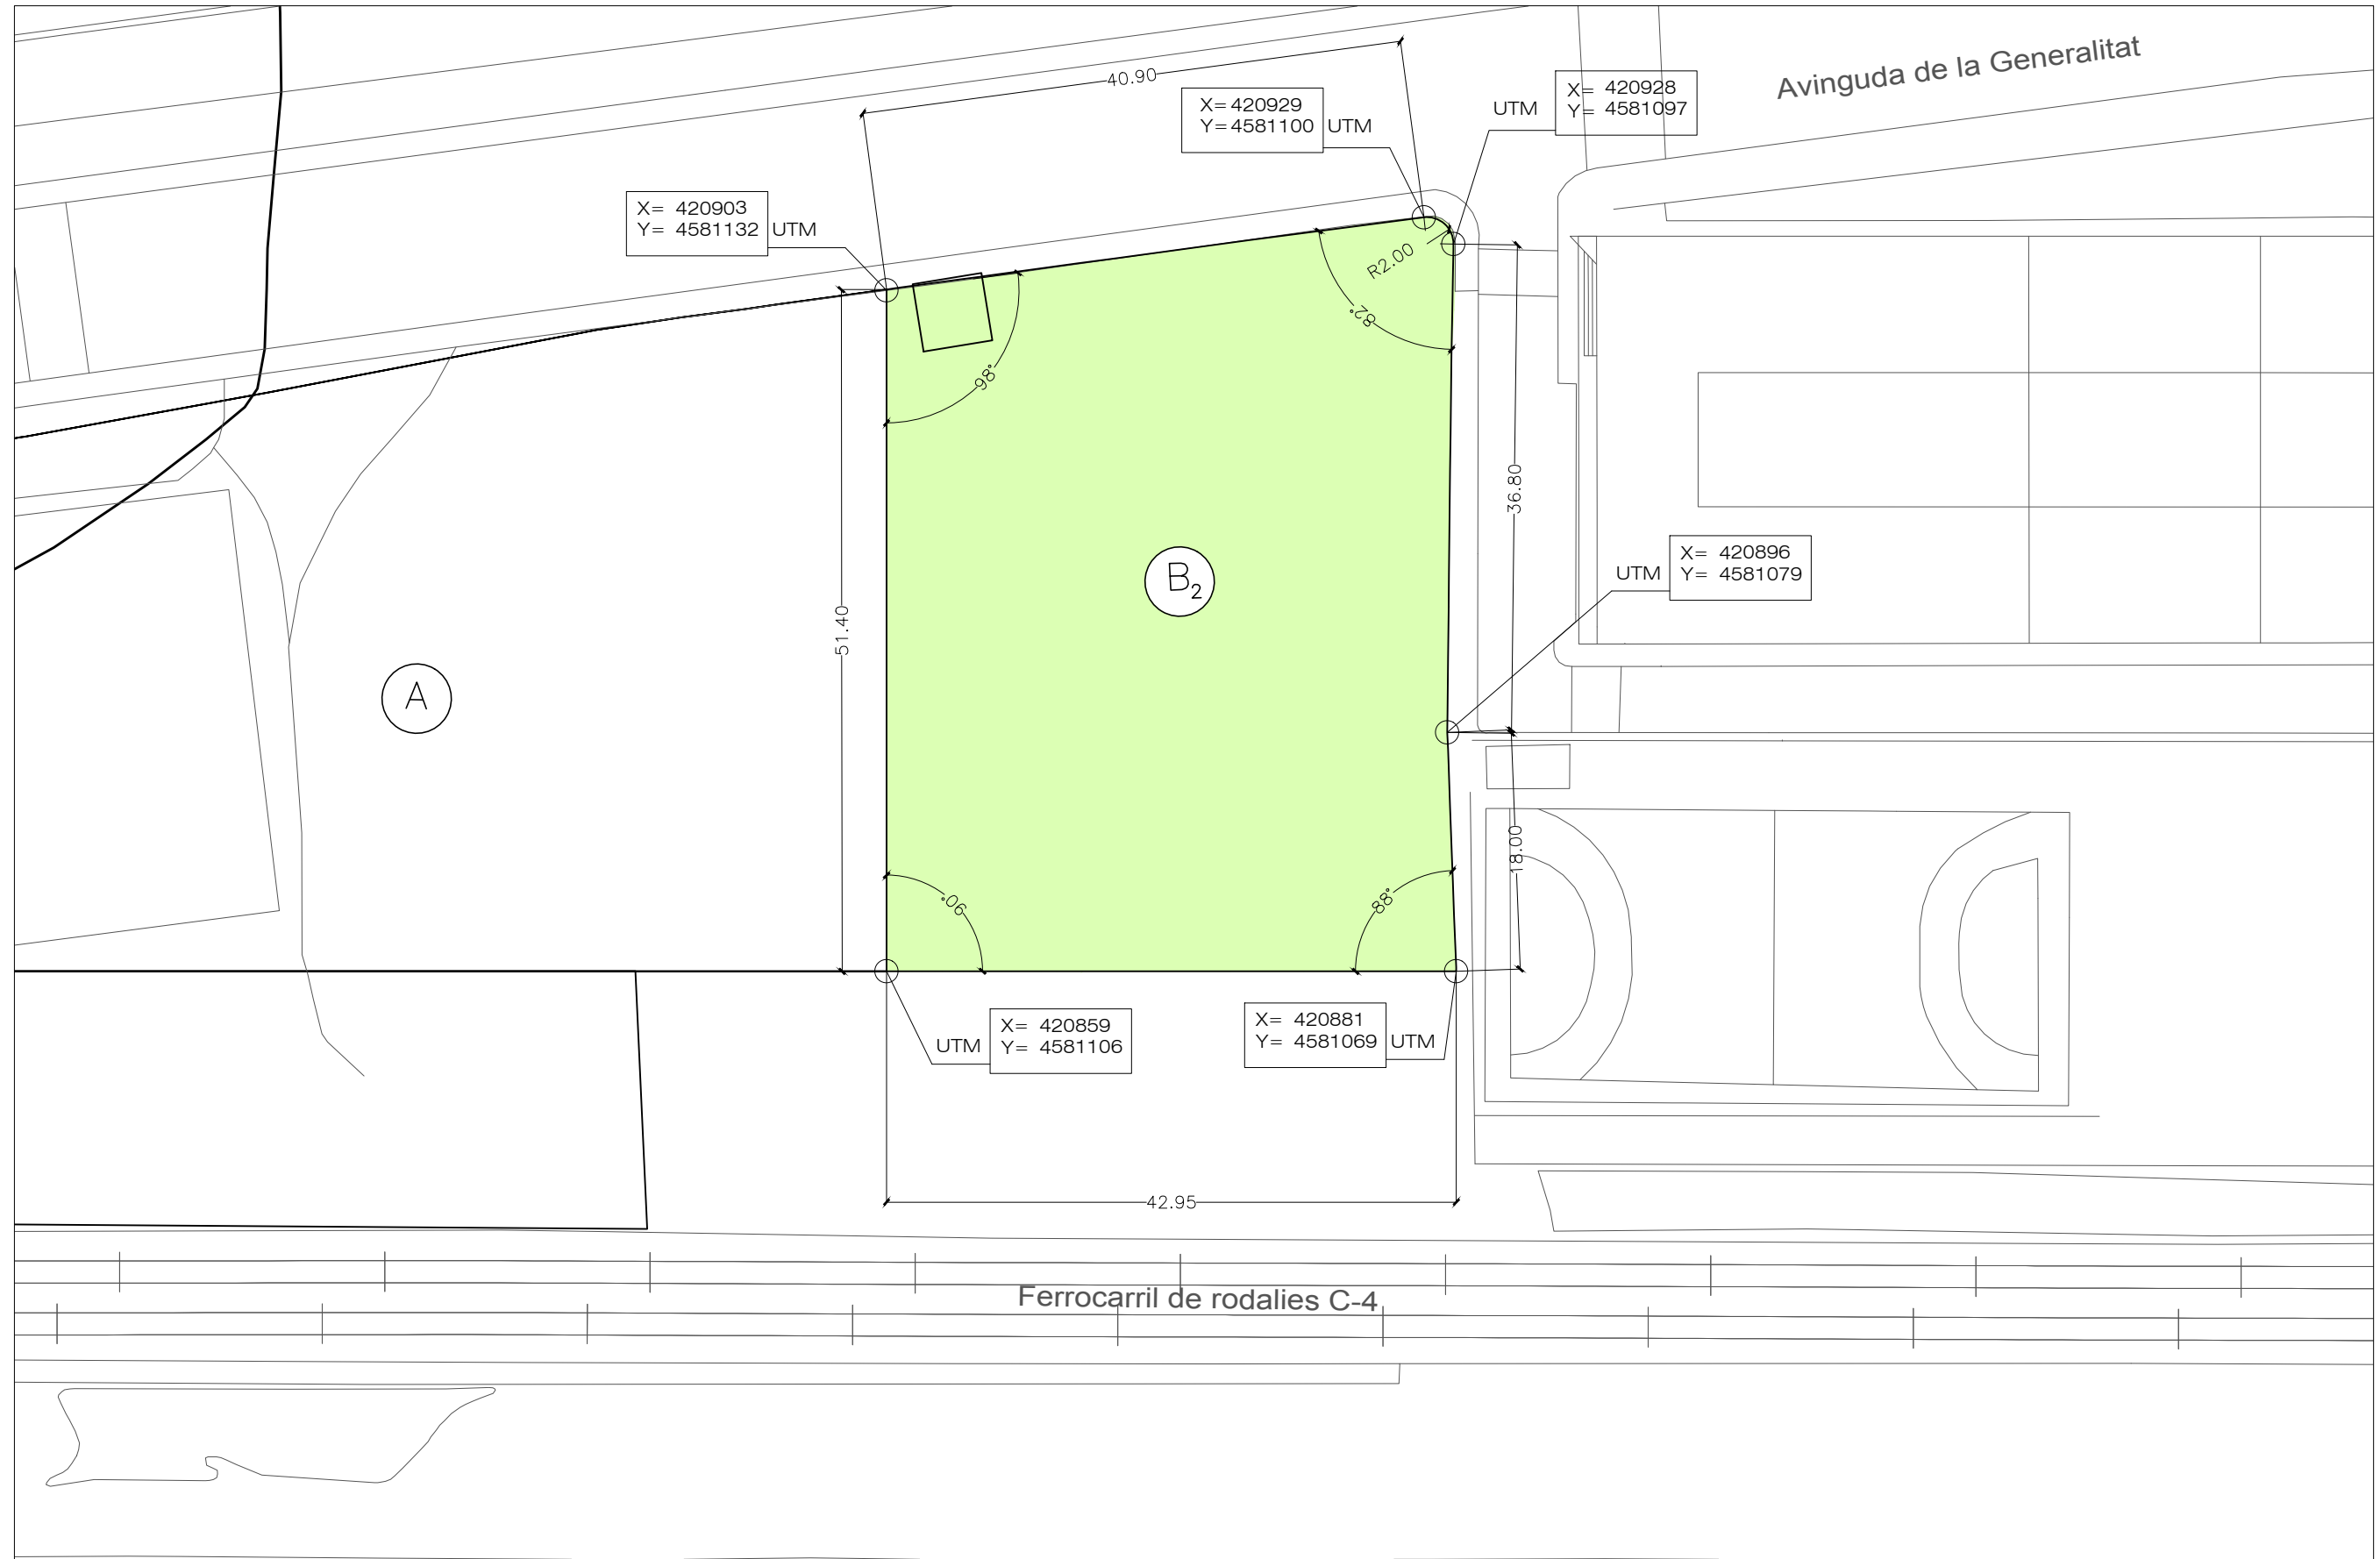 Avinguda de la Generalitat
40.90
X= 420928
Y= 4581097
UTM
X= 420929
Y= 4581100
UTM
X= 420903
Y= 4581132
UTM
R2.00
82°
98°
36.80
X= 420896
Y= 4581079
UTM
B2
51.40
A
18.00
90°
88°
X= 420859
Y= 4581106
UTM
X= 420881
Y= 4581069
UTM
42.95
Ferrocarril de rodalies C-4